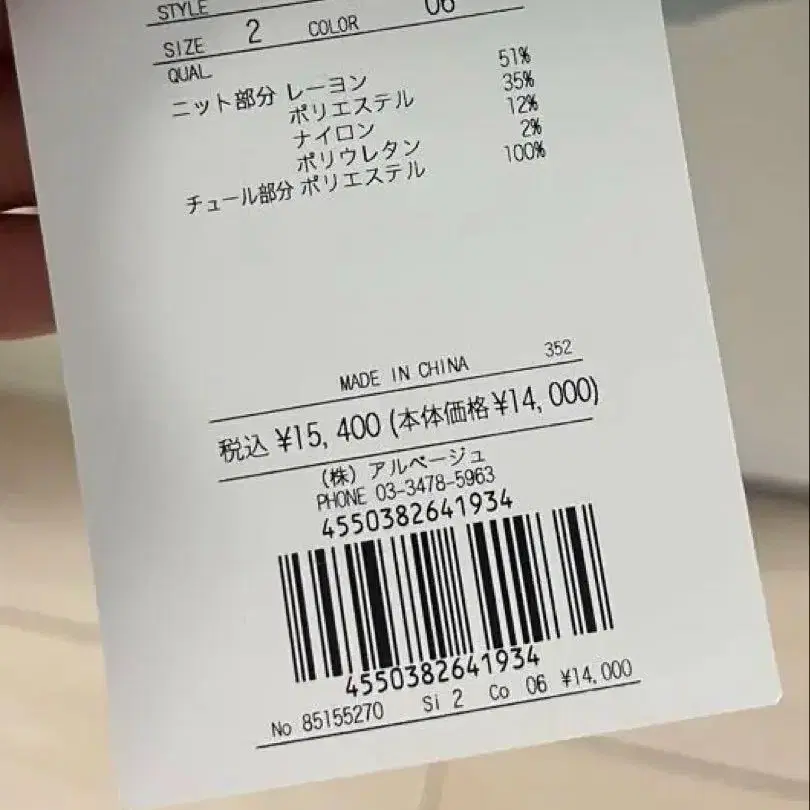 STYLE
SIZE 2 COLOR 06
QUAL
ニット部分 レーヨン 51%
ポリエステル 35%
ナイロン 12%
ポリウレタン 2%
チュール部分 ポリエステル 100%
MADE IN CHINA 352
税込 ¥15,400 (本体価格¥14,000)
(株) アルページュ
PHONE 03-3478-5963
4550382641934
4550382641934
No 85155270 Si 2 Co 06 ¥14,000